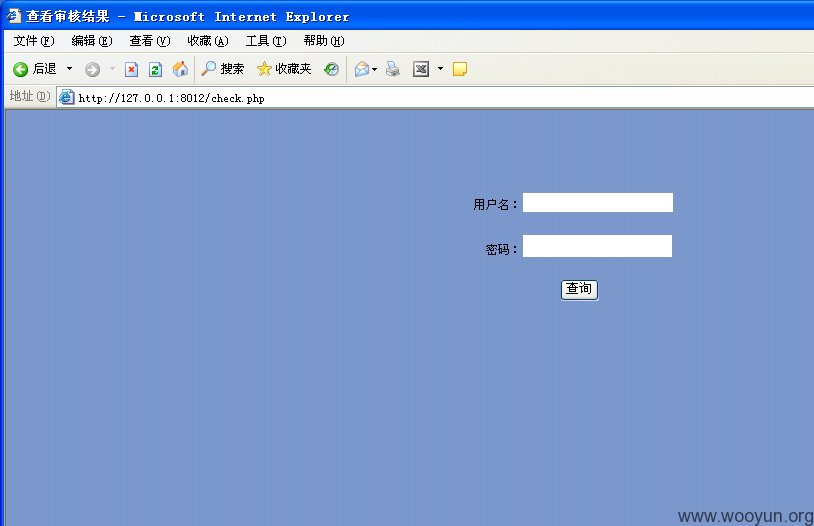 查看审核结果 - Microsoft Internet Explorer
文件(F) 编辑(E) 查看(V) 收藏(A) 工具(T) 帮助(H)
后退 搜索 收藏夹
地址(D) http://127.0.0.1:8012/check.php
用户名：
密码：
查询
www.wooyun.org